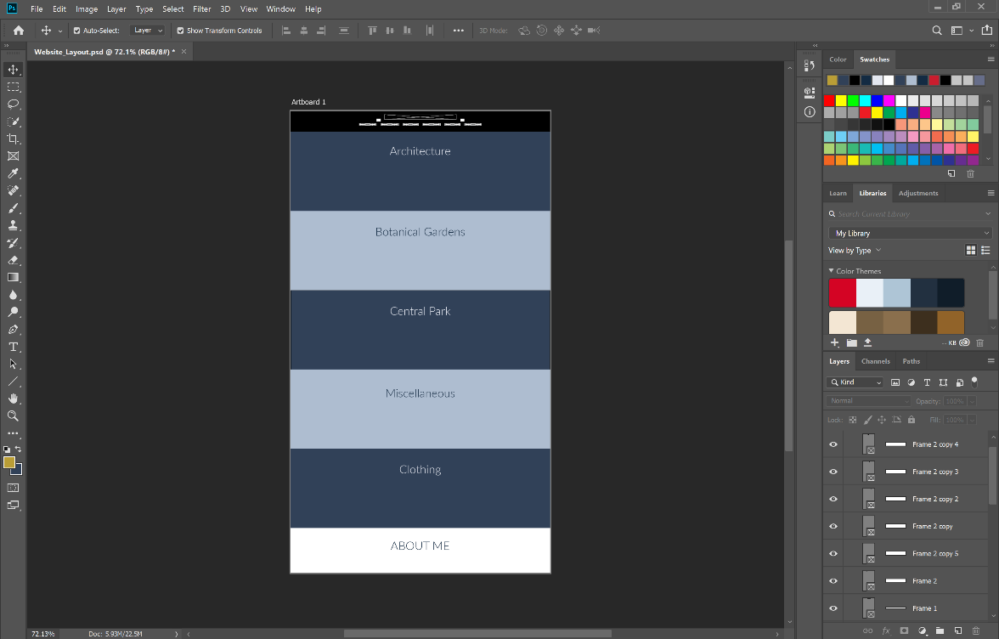 Ps File Edit Image Layer Type Select Filter 3D View Window Help
Auto-Select: Layer Show Transform Controls 3D Mode:
Website_Layout.psd @ 72.1% (RGB/8#) *
Color Swatches
Artboard 1
Architecture
Botanical Gardens
Central Park
Miscellaneous
Clothing
ABOUT ME
Learn Libraries Adjustments
Search Current Library
My Library
View by Type
Color Themes
-- KB
Layers Channels Paths
Kind
Normal Opacity: 100%
Lock: Fill: 100%
Frame 2 copy 4
Frame 2 copy 3
Frame 2 copy 2
Frame 2 copy
Frame 2 copy 5
Frame 2
Frame 1
72.13% Doc: 5.93M/22.5M